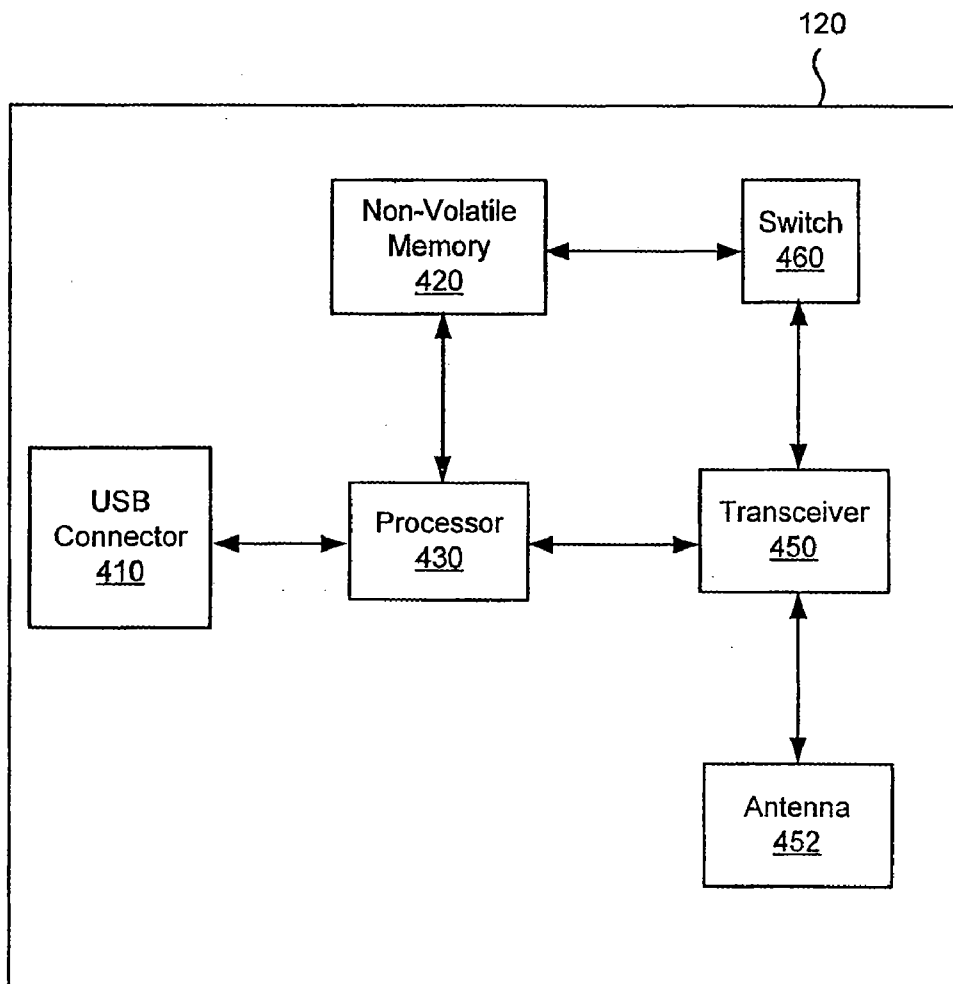 120
Non-Volatile
Memory
420
Switch
460
USB
Connector
410
Processor
430
Transceiver
450
Antenna
452